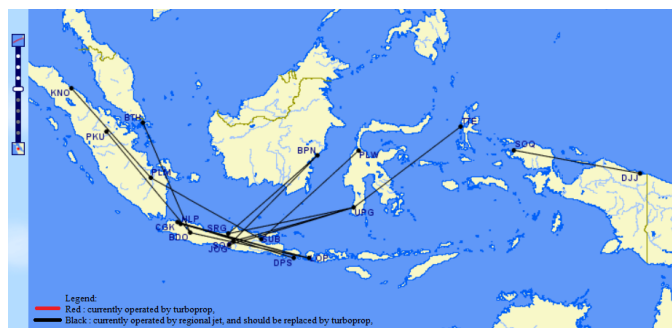 KNO
BTH
TTE
PKU
BPN
PLW
SOQ
PLM
DJJ
UPG
HLP
CGK
SRG
BDO
SUB
JOG
DPS
Legend:
Red : currently operated by turboprop,
Black : currently operated by regional jet, and should be replaced by turboprop,